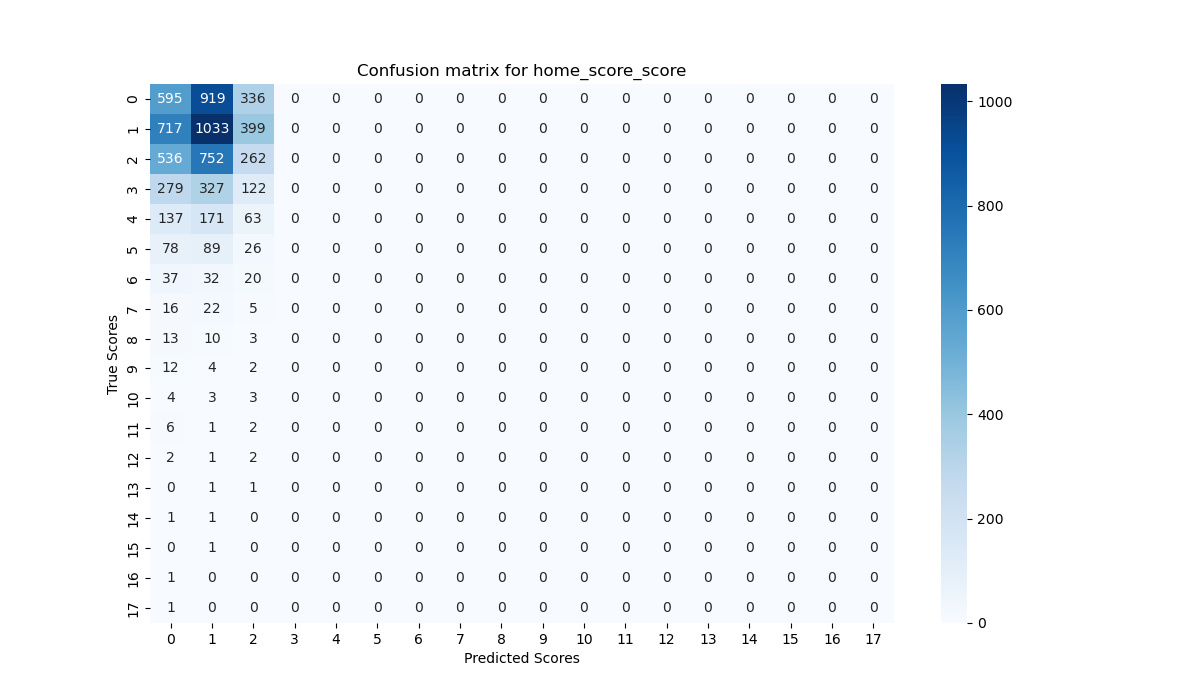 Confusion matrix for home_score_score
0 595 919 336 0 0 0 0 0 0 0 0 0 0 0 0 0 0 0
1 717 1033 399 0 0 0 0 0 0 0 0 0 0 0 0 0 0 0
2 536 752 262 0 0 0 0 0 0 0 0 0 0 0 0 0 0 0
3 279 327 122 0 0 0 0 0 0 0 0 0 0 0 0 0 0 0
4 137 171 63 0 0 0 0 0 0 0 0 0 0 0 0 0 0 0
5 78 89 26 0 0 0 0 0 0 0 0 0 0 0 0 0 0 0
6 37 32 20 0 0 0 0 0 0 0 0 0 0 0 0 0 0 0
7 16 22 5 0 0 0 0 0 0 0 0 0 0 0 0 0 0 0
8 13 10 3 0 0 0 0 0 0 0 0 0 0 0 0 0 0 0
9 12 4 2 0 0 0 0 0 0 0 0 0 0 0 0 0 0 0
10 4 3 3 0 0 0 0 0 0 0 0 0 0 0 0 0 0 0
11 6 1 2 0 0 0 0 0 0 0 0 0 0 0 0 0 0 0
12 2 1 2 0 0 0 0 0 0 0 0 0 0 0 0 0 0 0
13 0 1 1 0 0 0 0 0 0 0 0 0 0 0 0 0 0 0
14 1 1 0 0 0 0 0 0 0 0 0 0 0 0 0 0 0 0
15 0 1 0 0 0 0 0 0 0 0 0 0 0 0 0 0 0 0
16 1 0 0 0 0 0 0 0 0 0 0 0 0 0 0 0 0 0
17 1 0 0 0 0 0 0 0 0 0 0 0 0 0 0 0 0 0
0 1 2 3 4 5 6 7 8 9 10 11 12 13 14 15 16 17
Predicted Scores
True Scores
1000
800
600
400
200
0